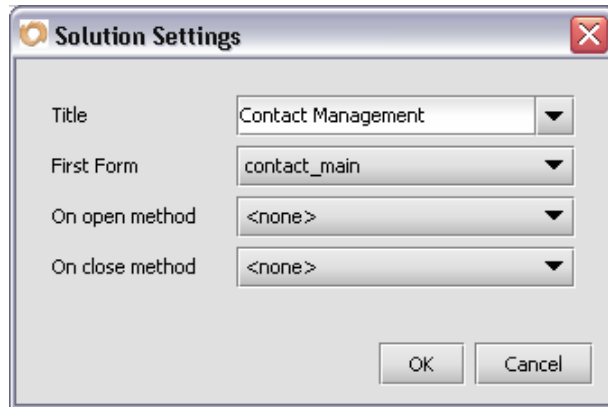 Solution Settings
Title Contact Management
First Form contact_main
On open method <none>
On close method <none>
OK Cancel